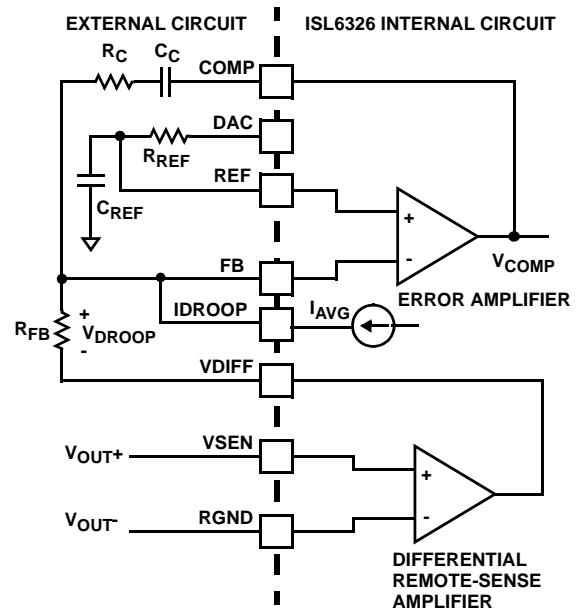 EXTERNAL CIRCUIT
ISL6326 INTERNAL CIRCUIT
RC
CC
COMP
DAC
RREF
REF
CREF
+
-
VCOMP
FB
ERROR AMPLIFIER
IDROOP
IAVG
RFB
+
VDROOP
-
VDIFF
VOUT+
VSEN
+
VOUT-
RGND
-
DIFFERENTIAL
REMOTE-SENSE
AMPLIFIER